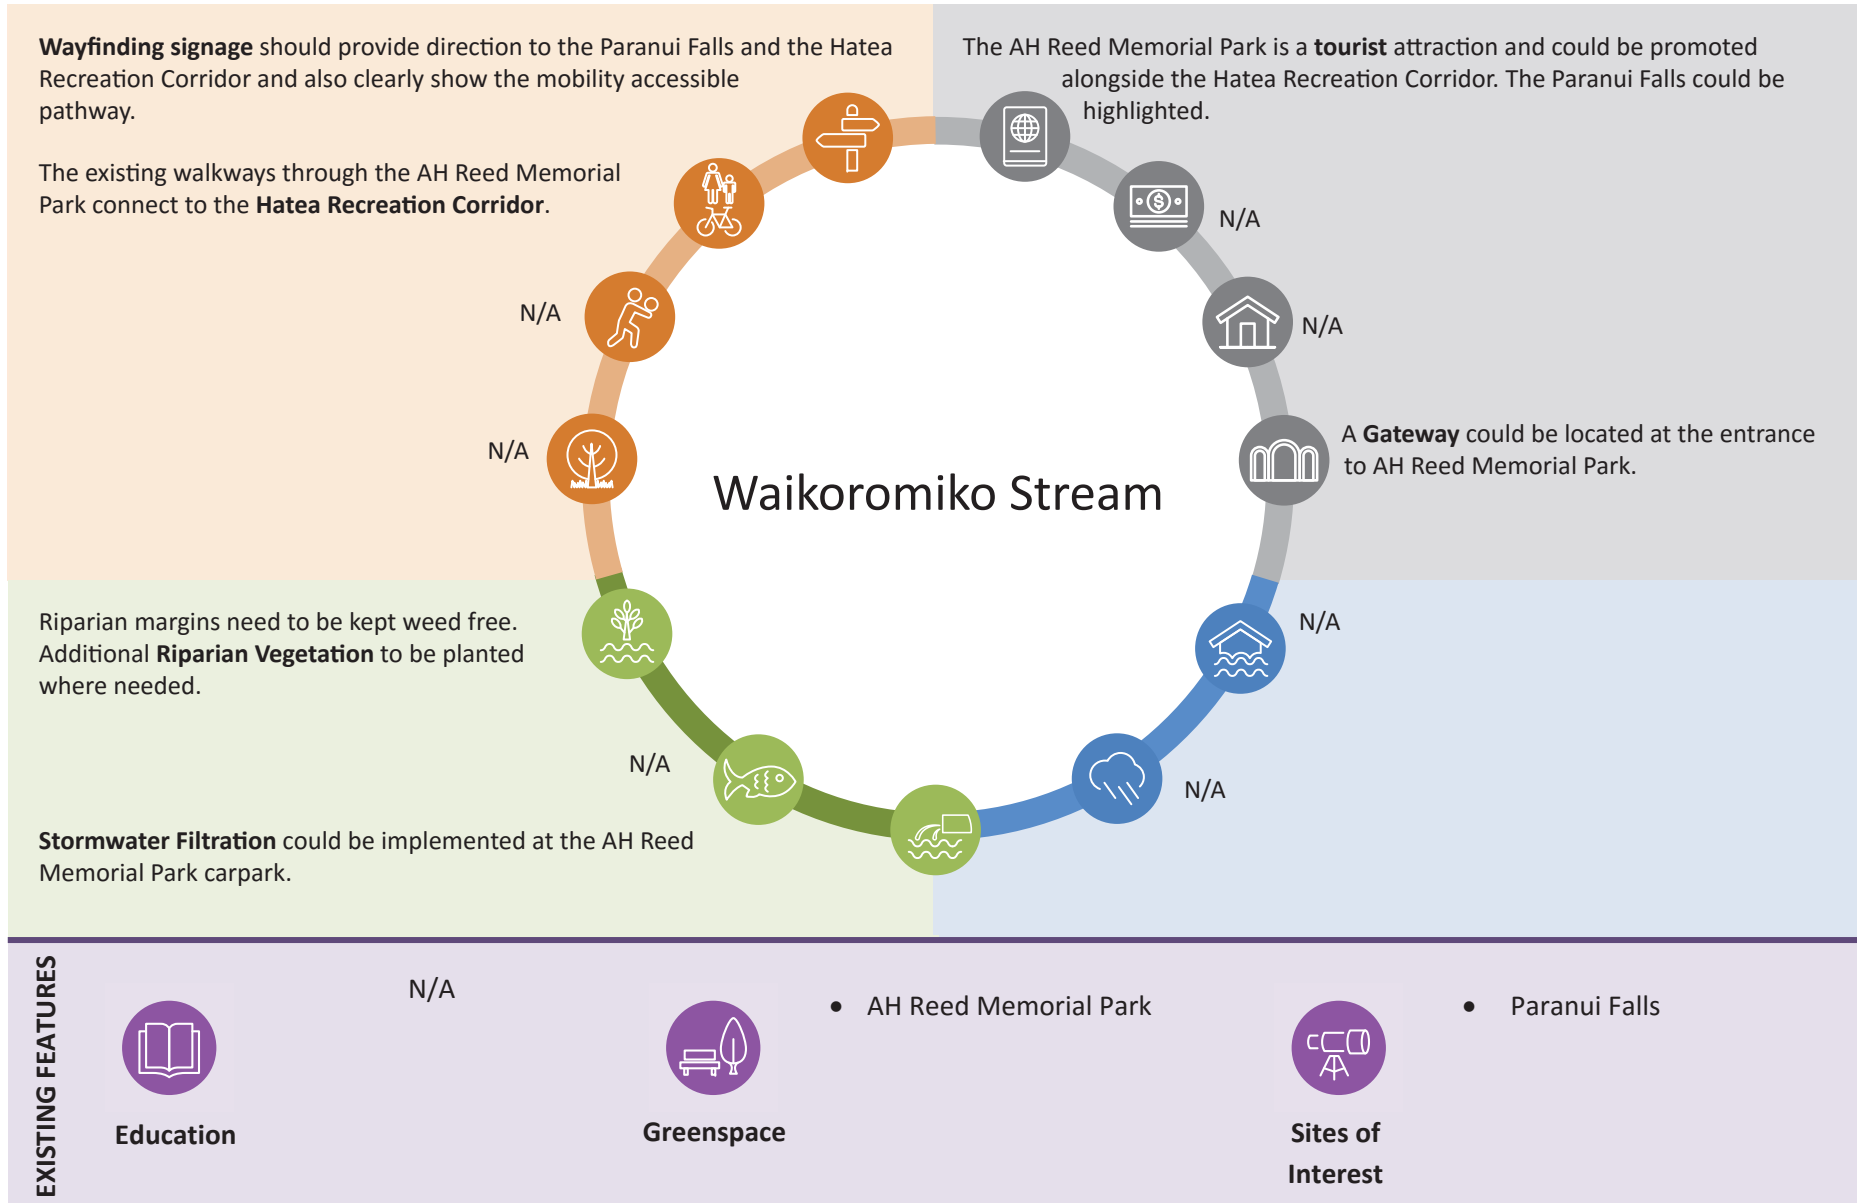 Wayfinding signage should provide direction to the Paranui Falls and the Hatea
Recreation Corridor and also clearly show the mobility accessible
pathway.
The existing walkways through the AH Reed Memorial
Park connect to the Hatea Recreation Corridor.
N/A
N/A
The AH Reed Memorial Park is a tourist attraction and could be promoted
alongside the Hatea Recreation Corridor. The Paranui Falls could be
highlighted.
$
N/A
N/A
A Gateway could be located at the entrance
to AH Reed Memorial Park.
Waikoromiko Stream
Riparian margins need to be kept weed free.
Additional Riparian Vegetation to be planted
where needed.
N/A
Stormwater Filtration could be implemented at the AH Reed
Memorial Park carpark.
N/A
N/A
EXISTING FEATURES
Education
N/A
Greenspace
• AH Reed Memorial Park
Sites of
Interest
• Paranui Falls